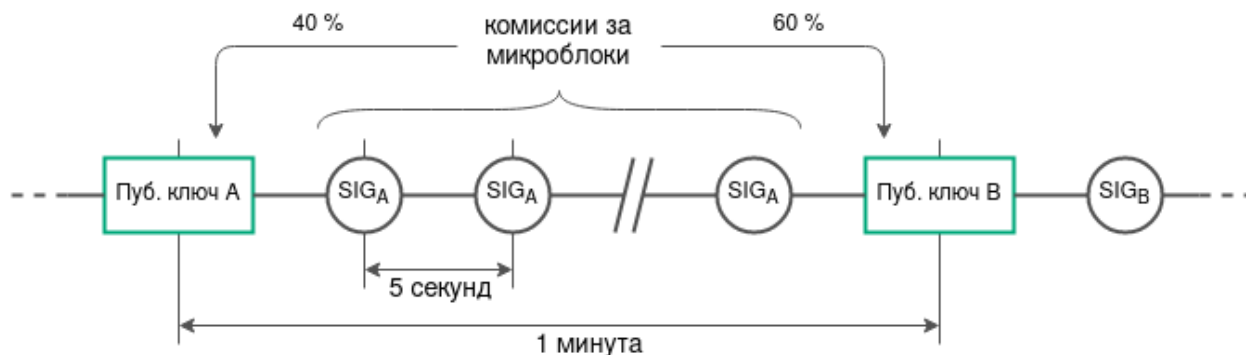 40 %
комиссии за
микроблоки
60 %
Пуб. ключ А
SIGA
SIGA
SIGA
Пуб. ключ В
SIGB
5 секунд
1 минута